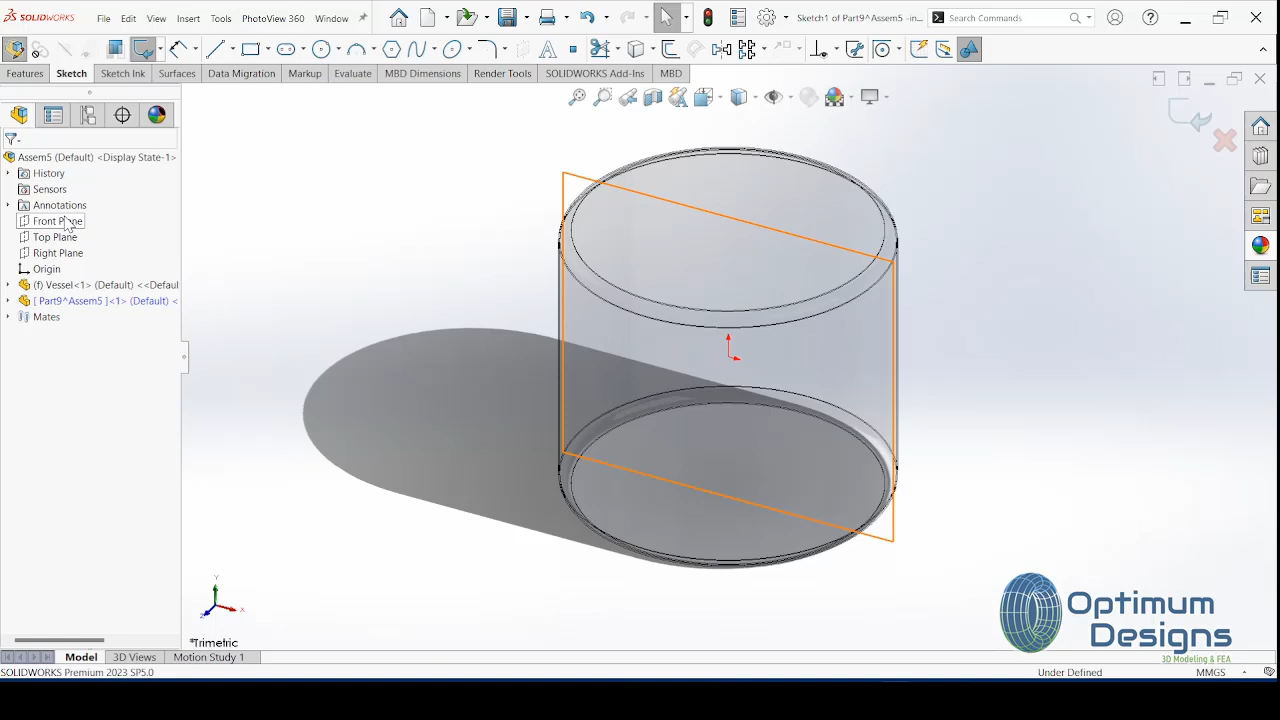 SOLIDWORKS File Edit View Insert Tools PhotoView 360 Window Sketch1 of Part9^Assem5 -in... Search Commands
Features Sketch Sketch Ink Surfaces Data Migration Markup Evaluate MBD Dimensions Render Tools SOLIDWORKS Add-Ins MBD
Assem5 (Default) <Display State-1>
History
Sensors
Annotations
Front Plane
Top Plane
Right Plane
Origin
(f) Vessel<1> (Default) <<Defaul
[ Part9^Assem5 ]<1> (Default) <
Mates
Y
X
Z
*Trimetric
Optimum
Designs
3D Modeling & FEA
Model 3D Views Motion Study 1
SOLIDWORKS Premium 2023 SP5.0 Under Defined MMGS